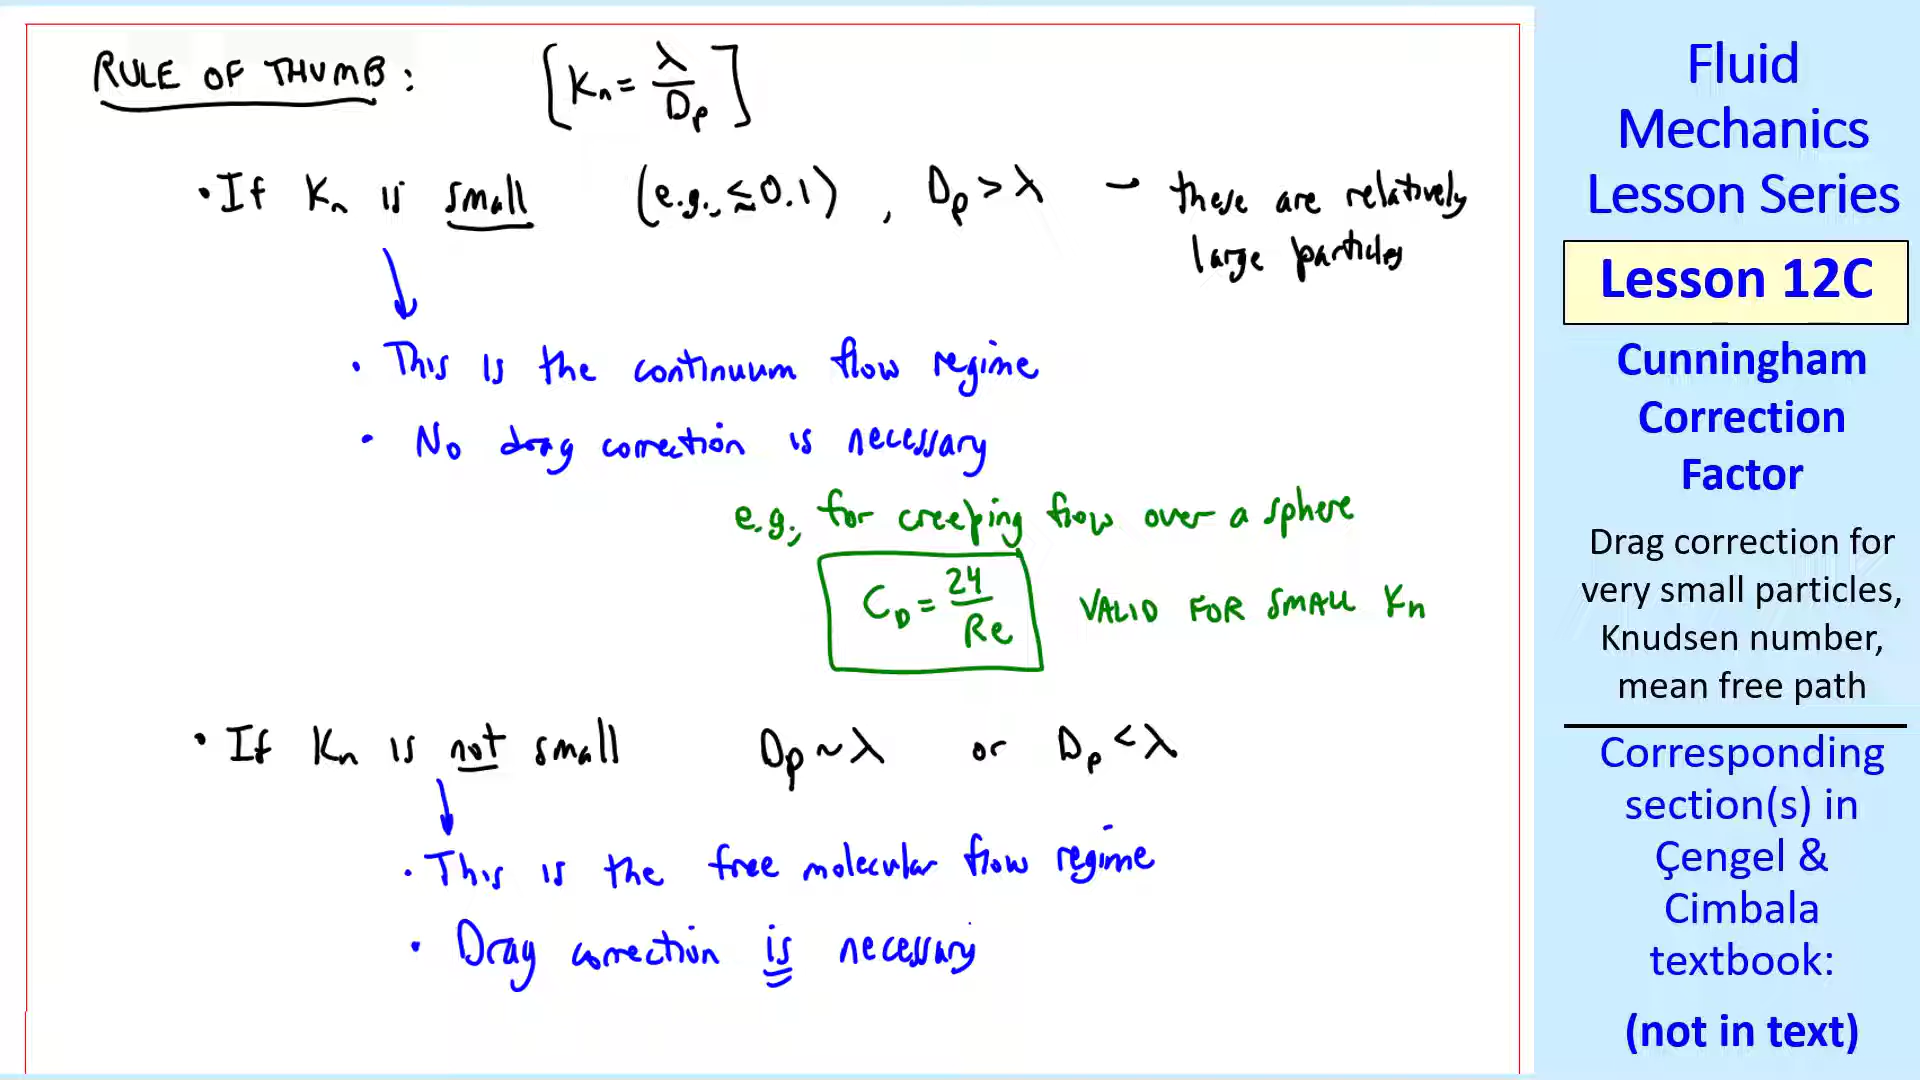 RULE OF THUMB: [Kn = λ/Dp]
• If Kn is small (e.g., ≲ 0.1), Dp > λ – these are relatively
large particles
• This is the continuum flow regime
• No drag correction is necessary
e.g., for creeping flow over a sphere
C_D = 24/Re VALID FOR SMALL Kn
• If Kn is not small Dp ~ λ or Dp < λ
• This is the free molecular flow regime
• Drag correction is necessary
Fluid
Mechanics
Lesson Series
Lesson 12C
Cunningham
Correction
Factor
Drag correction for
very small particles,
Knudsen number,
mean free path
Corresponding
section(s) in
Çengel &
Cimbala
textbook:
(not in text)